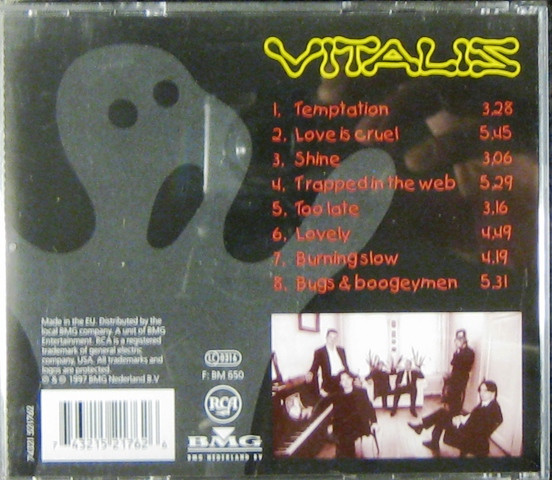 VITALIS
1. Temptation 3.28
2. Love is cruel 5.45
3. Shine 3.06
4. Trapped in the web 5.29
5. Too late 3.16
6. Lovely 4.49
7. Burning slow 4.19
8. Bugs & boogeymen 5.31
Made in the EU. Distributed by the
local BMG company. A unit of BMG
Entertainment. RCA is a registered
trademark of general electric
company, USA. All trademarks and
logos are protected.
℗ & © 1997 BMG Nederland B.V
LC 0316
F: BM 650
RCA
BMG
BMG NEDERLAND BV
7 43215 21762 6